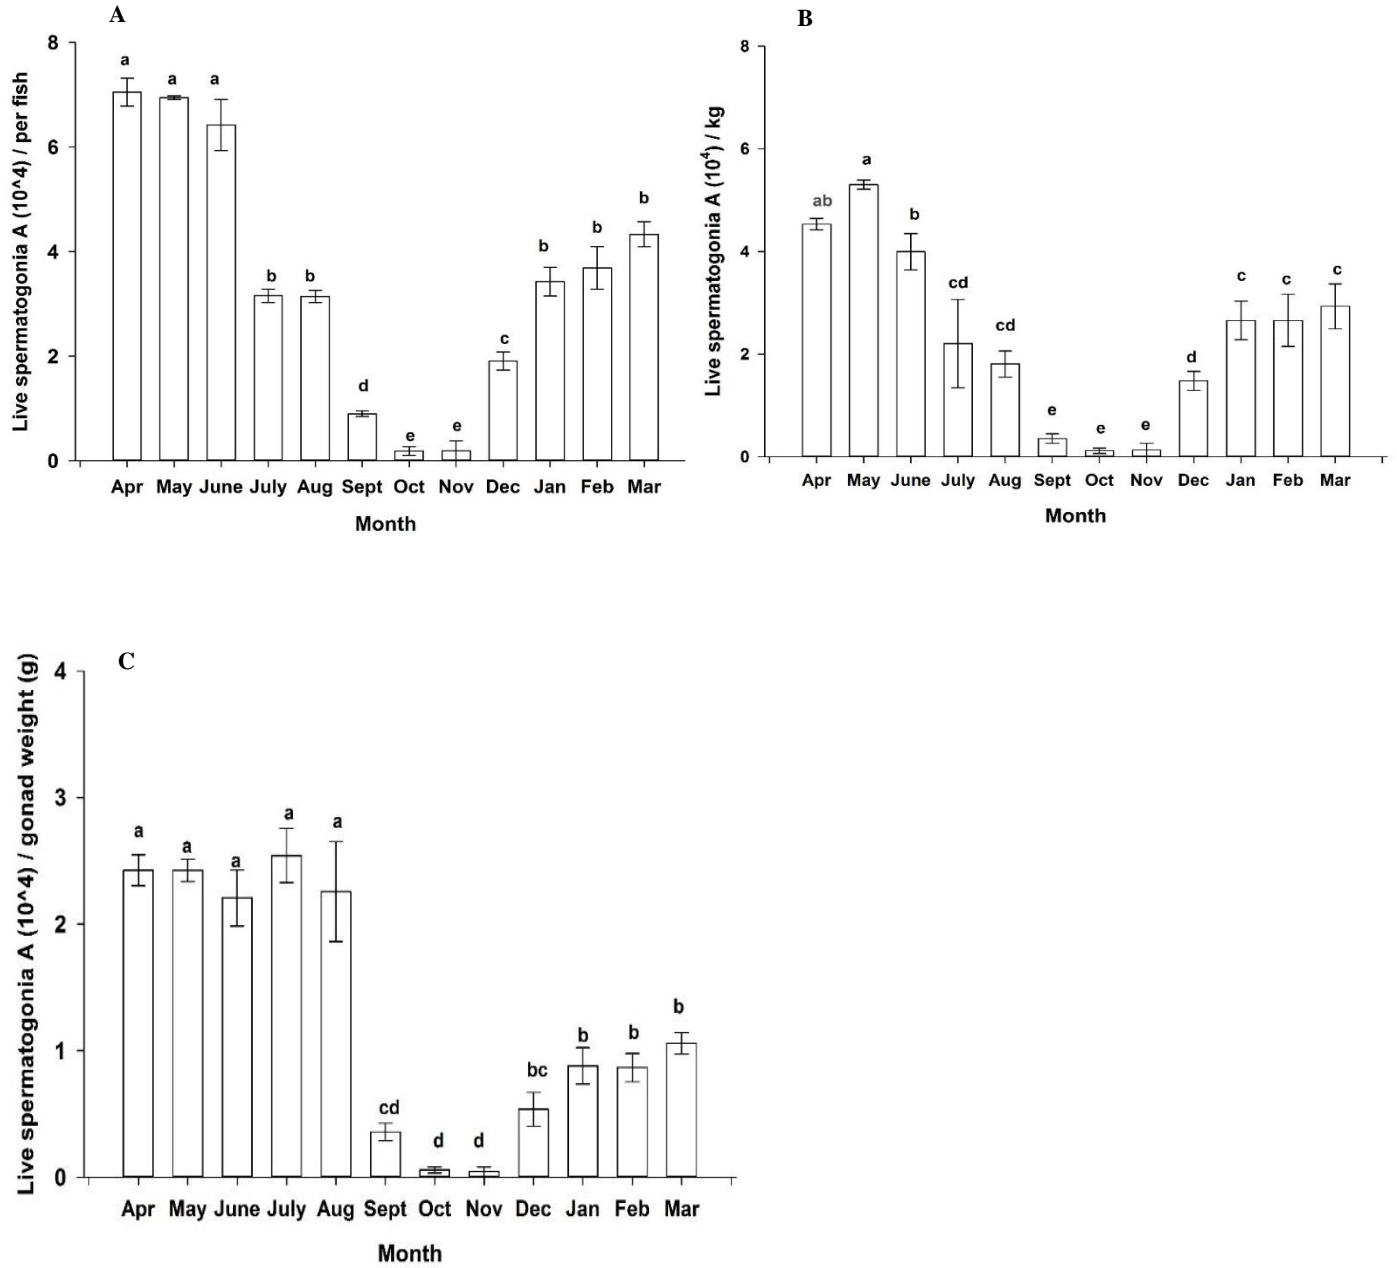 A
Live spermatogonia A (10^4) / per fish
8
6
4
2
0
a a a b b d e e c b b b
Apr May June July Aug Sept Oct Nov Dec Jan Feb Mar
Month
B
Live spermatogonia A (10⁴) / kg
8
6
4
2
0
ab a b cd cd e e e d c c c
Apr May June July Aug Sept Oct Nov Dec Jan Feb Mar
Month
C
Live spermatogonia A (10^4) / gonad weight (g)
4
3
2
1
0
a a a a a cd d d bc b b b
Apr May June July Aug Sept Oct Nov Dec Jan Feb Mar
Month